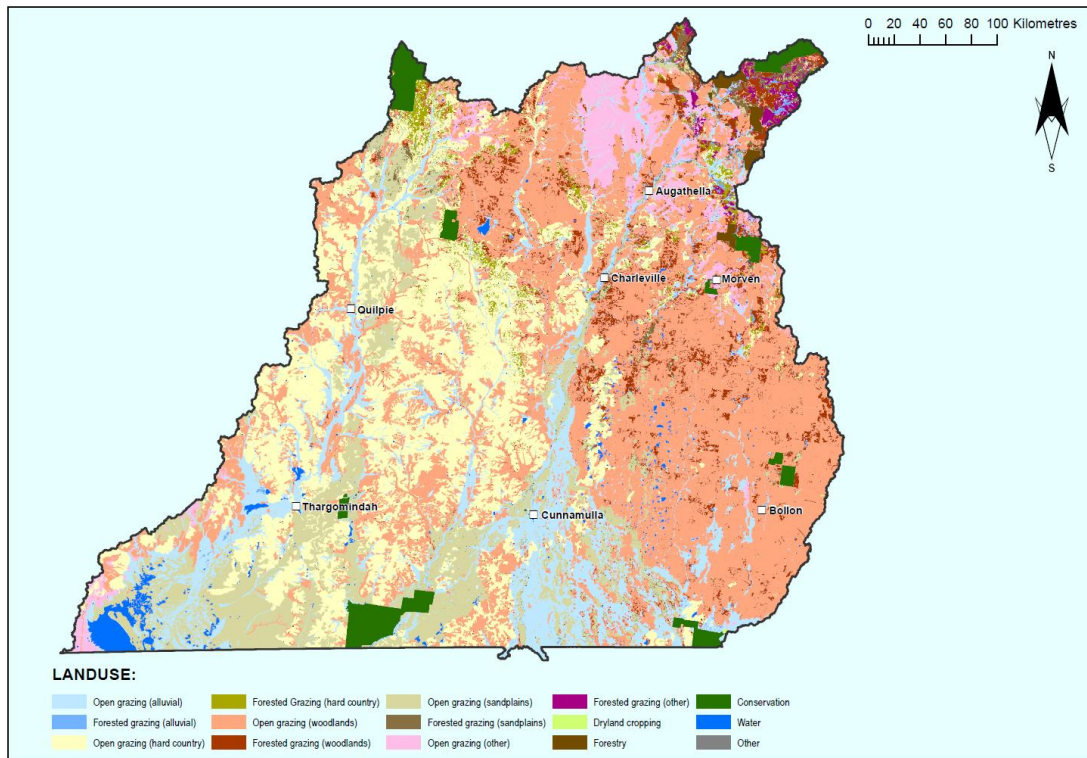 0 20 40 60 80 100 Kilometres
N
S
Augathella
Charleville
Morven
Quilpie
Thargomindah
Cunnamulla
Bollon
LANDUSE:
Open grazing (alluvial)
Forested grazing (alluvial)
Open grazing (hard country)
Forested Grazing (hard country)
Open grazing (woodlands)
Forested grazing (woodlands)
Open grazing (sandplains)
Forested grazing (sandplains)
Open grazing (other)
Forested grazing (other)
Dryland cropping
Forestry
Conservation
Water
Other